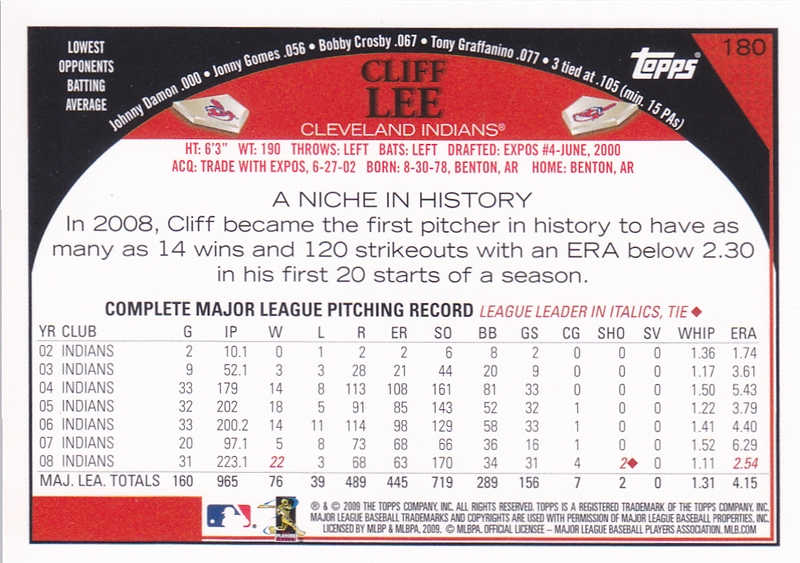 LOWEST
OPPONENTS
BATTING
AVERAGE
Johnny Damon .000 • Jonny Gomes .056 • Bobby Crosby .067 • Tony Graffanino .077 • 3 tied at .105 (min. 15 PAs)
topps
180
CLIFF
LEE
CLEVELAND INDIANS®
HT: 6'3" WT: 190 THROWS: LEFT BATS: LEFT DRAFTED: EXPOS #4-JUNE, 2000
ACQ: TRADE WITH EXPOS, 6-27-02 BORN: 8-30-78, BENTON, AR HOME: BENTON, AR
A NICHE IN HISTORY
In 2008, Cliff became the first pitcher in history to have as
many as 14 wins and 120 strikeouts with an ERA below 2.30
in his first 20 starts of a season.
COMPLETE MAJOR LEAGUE PITCHING RECORD LEAGUE LEADER IN ITALICS, TIE ◆
YR CLUB G IP W L R ER SO BB GS CG SHO SV WHIP ERA
02 INDIANS 2 10.1 0 1 2 2 6 8 2 0 0 0 1.36 1.74
03 INDIANS 9 52.1 3 3 28 21 44 20 9 0 0 0 1.17 3.61
04 INDIANS 33 179 14 8 113 108 161 81 33 0 0 0 1.50 5.43
05 INDIANS 32 202 18 5 91 85 143 52 32 1 0 0 1.22 3.79
06 INDIANS 33 200.2 14 11 114 98 129 58 33 1 0 0 1.41 4.40
07 INDIANS 20 97.1 5 8 73 68 66 36 16 1 0 0 1.52 6.29
08 INDIANS 31 223.1 22 3 68 63 170 34 31 4 2◆ 0 1.11 2.54
MAJ. LEA. TOTALS 160 965 76 39 489 445 719 289 156 7 2 0 1.31 4.15
® & © 2009 THE TOPPS COMPANY, INC. ALL RIGHTS RESERVED. TOPPS IS A REGISTERED TRADEMARK OF THE TOPPS COMPANY, INC.
MAJOR LEAGUE BASEBALL TRADEMARKS AND COPYRIGHTS ARE USED WITH PERMISSION OF MAJOR LEAGUE BASEBALL PROPERTIES, INC.
LICENSED BY MLBP & MLBPA, 2009. © MLBPA, OFFICIAL LICENSEE – MAJOR LEAGUE BASEBALL PLAYERS ASSOCIATION. MLB.COM